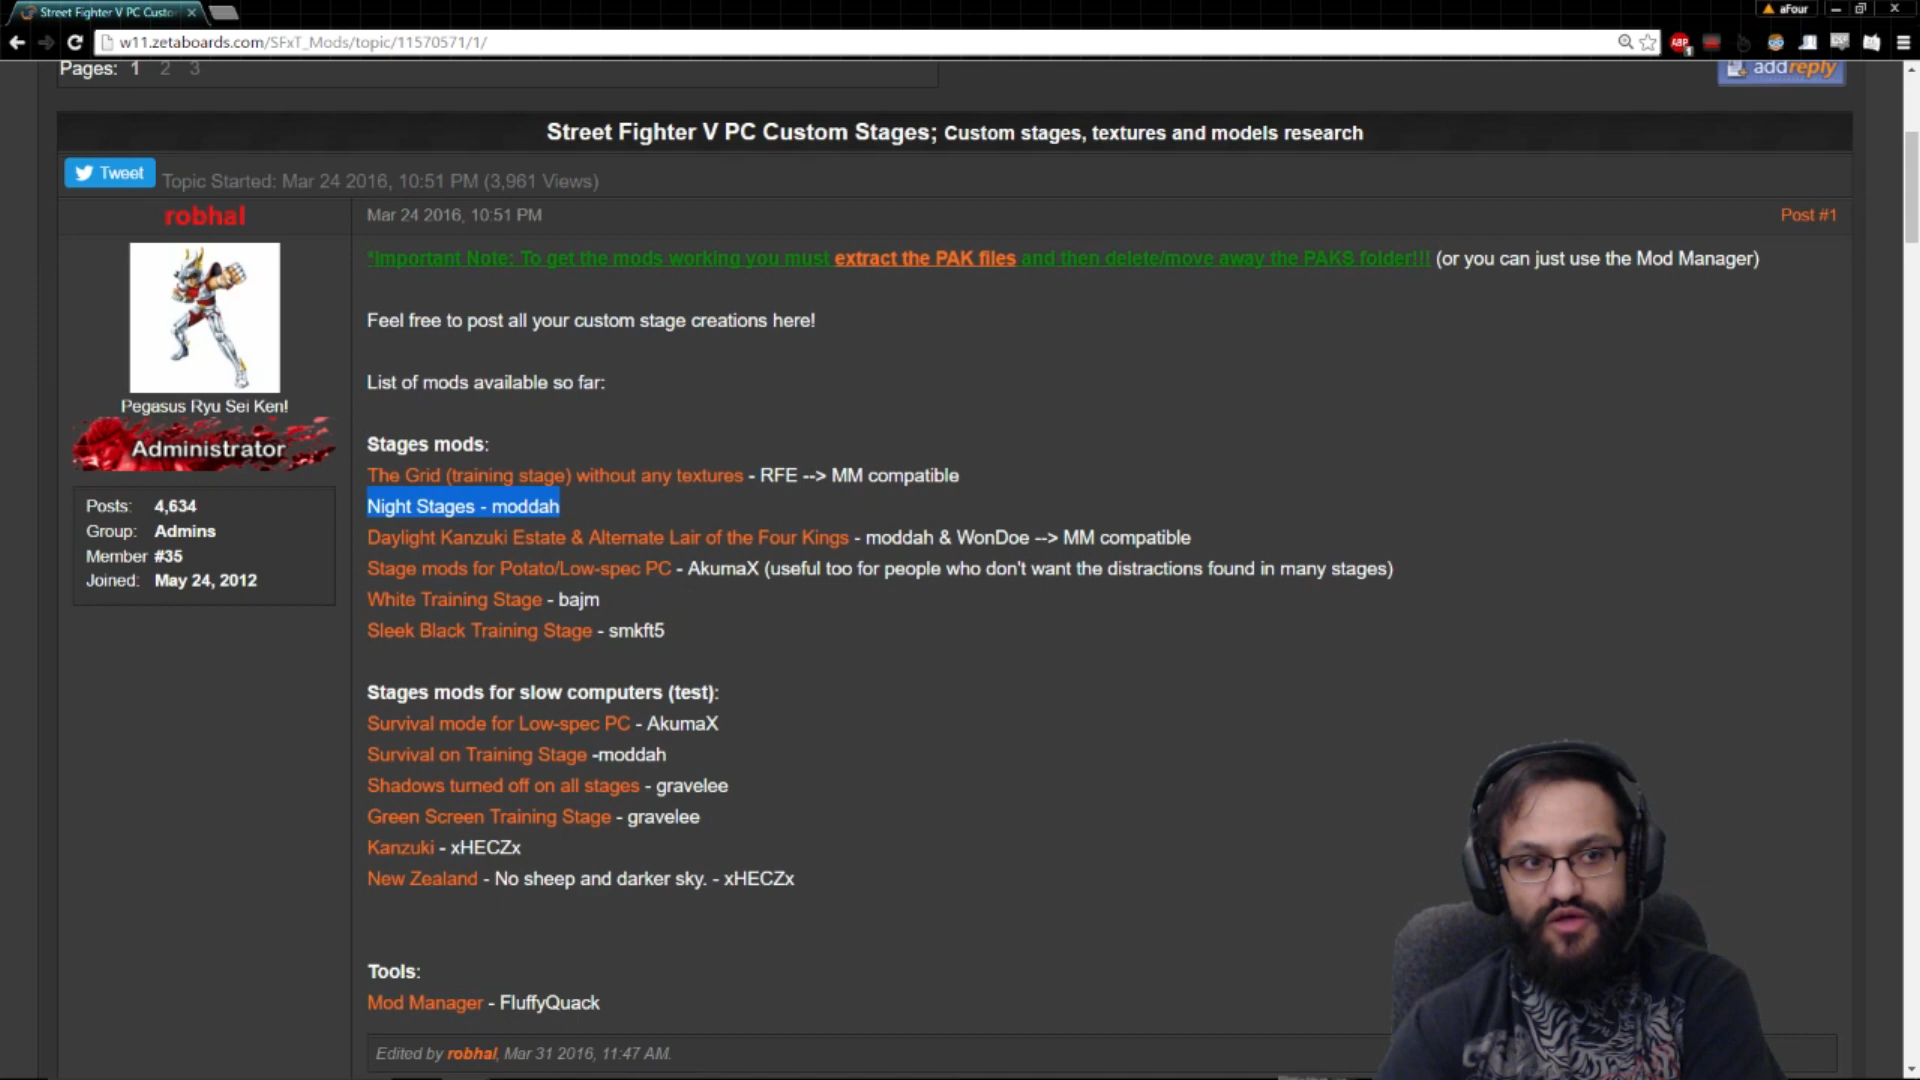 Street Fighter V PC Custo
aFour
w11.zetaboards.com/SFxT_Mods/topic/11570571/1/
ABP
1
Pages: 1 2 3
addreply
Street Fighter V PC Custom Stages; Custom stages, textures and models research
Tweet
Topic Started: Mar 24 2016, 10:51 PM (3,961 Views)
robhal
Mar 24 2016, 10:51 PM
Post #1
*Important Note: To get the mods working you must extract the PAK files and then delete/move away the PAKS folder!!! (or you can just use the Mod Manager)
Feel free to post all your custom stage creations here!
List of mods available so far:
Pegasus Ryu Sei Ken!
Administrator
Posts: 4,634
Group: Admins
Member #35
Joined: May 24, 2012
Stages mods:
The Grid (training stage) without any textures - RFE --> MM compatible
Night Stages - moddah
Daylight Kanzuki Estate & Alternate Lair of the Four Kings - moddah & WonDoe --> MM compatible
Stage mods for Potato/Low-spec PC - AkumaX (useful too for people who don't want the distractions found in many stages)
White Training Stage - bajm
Sleek Black Training Stage - smkft5
Stages mods for slow computers (test):
Survival mode for Low-spec PC - AkumaX
Survival on Training Stage -moddah
Shadows turned off on all stages - gravelee
Green Screen Training Stage - gravelee
Kanzuki - xHECZx
New Zealand - No sheep and darker sky. - xHECZx
Tools:
Mod Manager - FluffyQuack
Edited by robhal, Mar 31 2016, 11:47 AM.